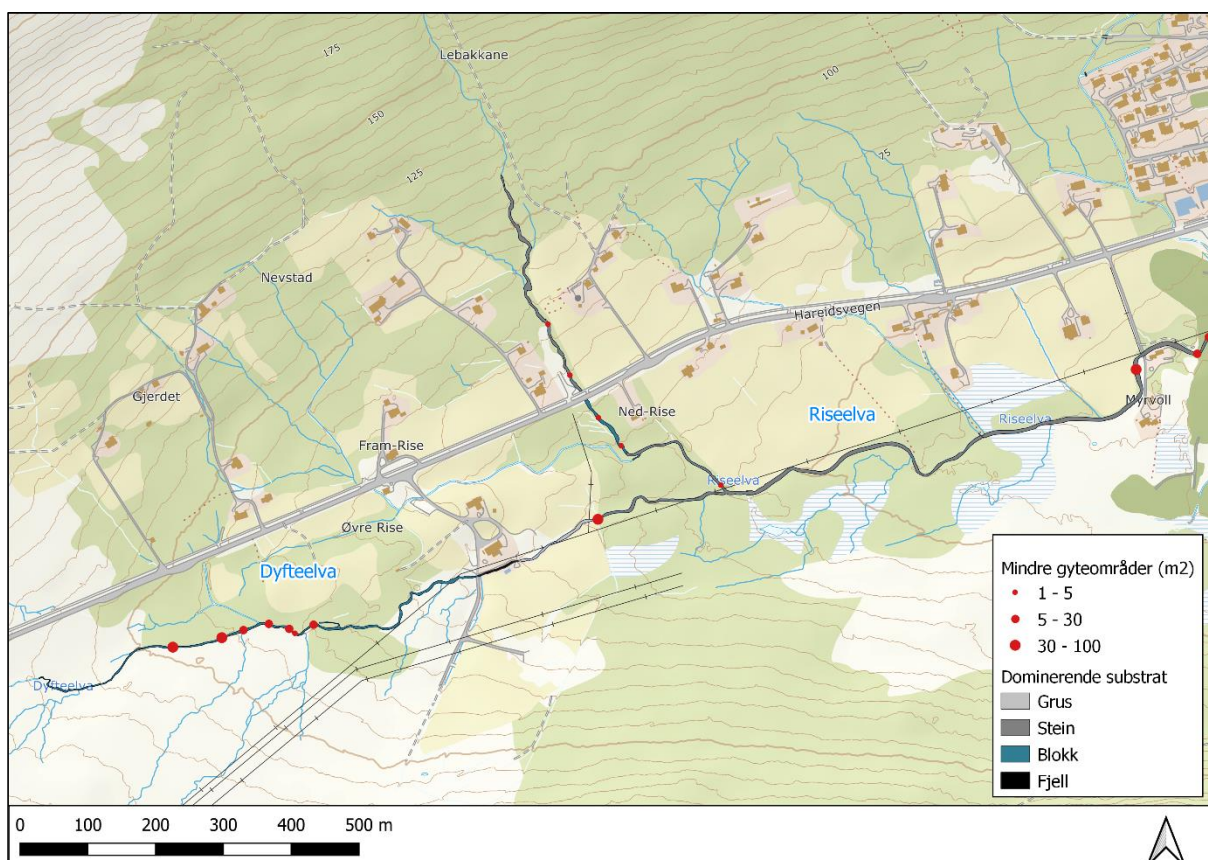 Lebakkane
175
100
150
125
75
Nevstad
Hareidsvegen
Gjerdet
Ned-Rise
Riseelva
Riseelva
Myrvoll
Fram-Rise
Riseelva
Øvre Rise
Dyfteelva
Dyfteelva
Mindre gyteområder (m2)
1 - 5
5 - 30
30 - 100
Dominerende substrat
Grus
Stein
Blokk
Fjell
0 100 200 300 400 500 m